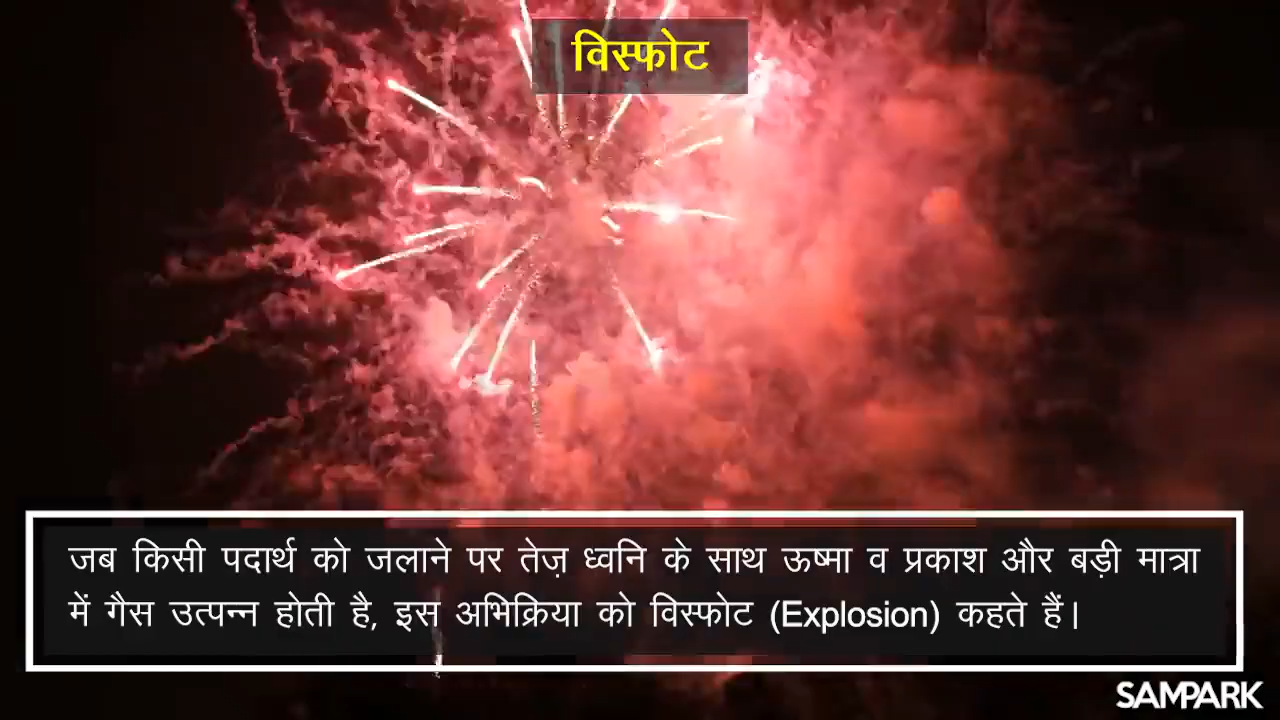 विस्फोट
जब किसी पदार्थ को जलाने पर तेज़ ध्वनि के साथ ऊष्मा व प्रकाश और बड़ी मात्रा
में गैस उत्पन्न होती है, इस अभिक्रिया को विस्फोट (Explosion) कहते हैं।
SAMPARK